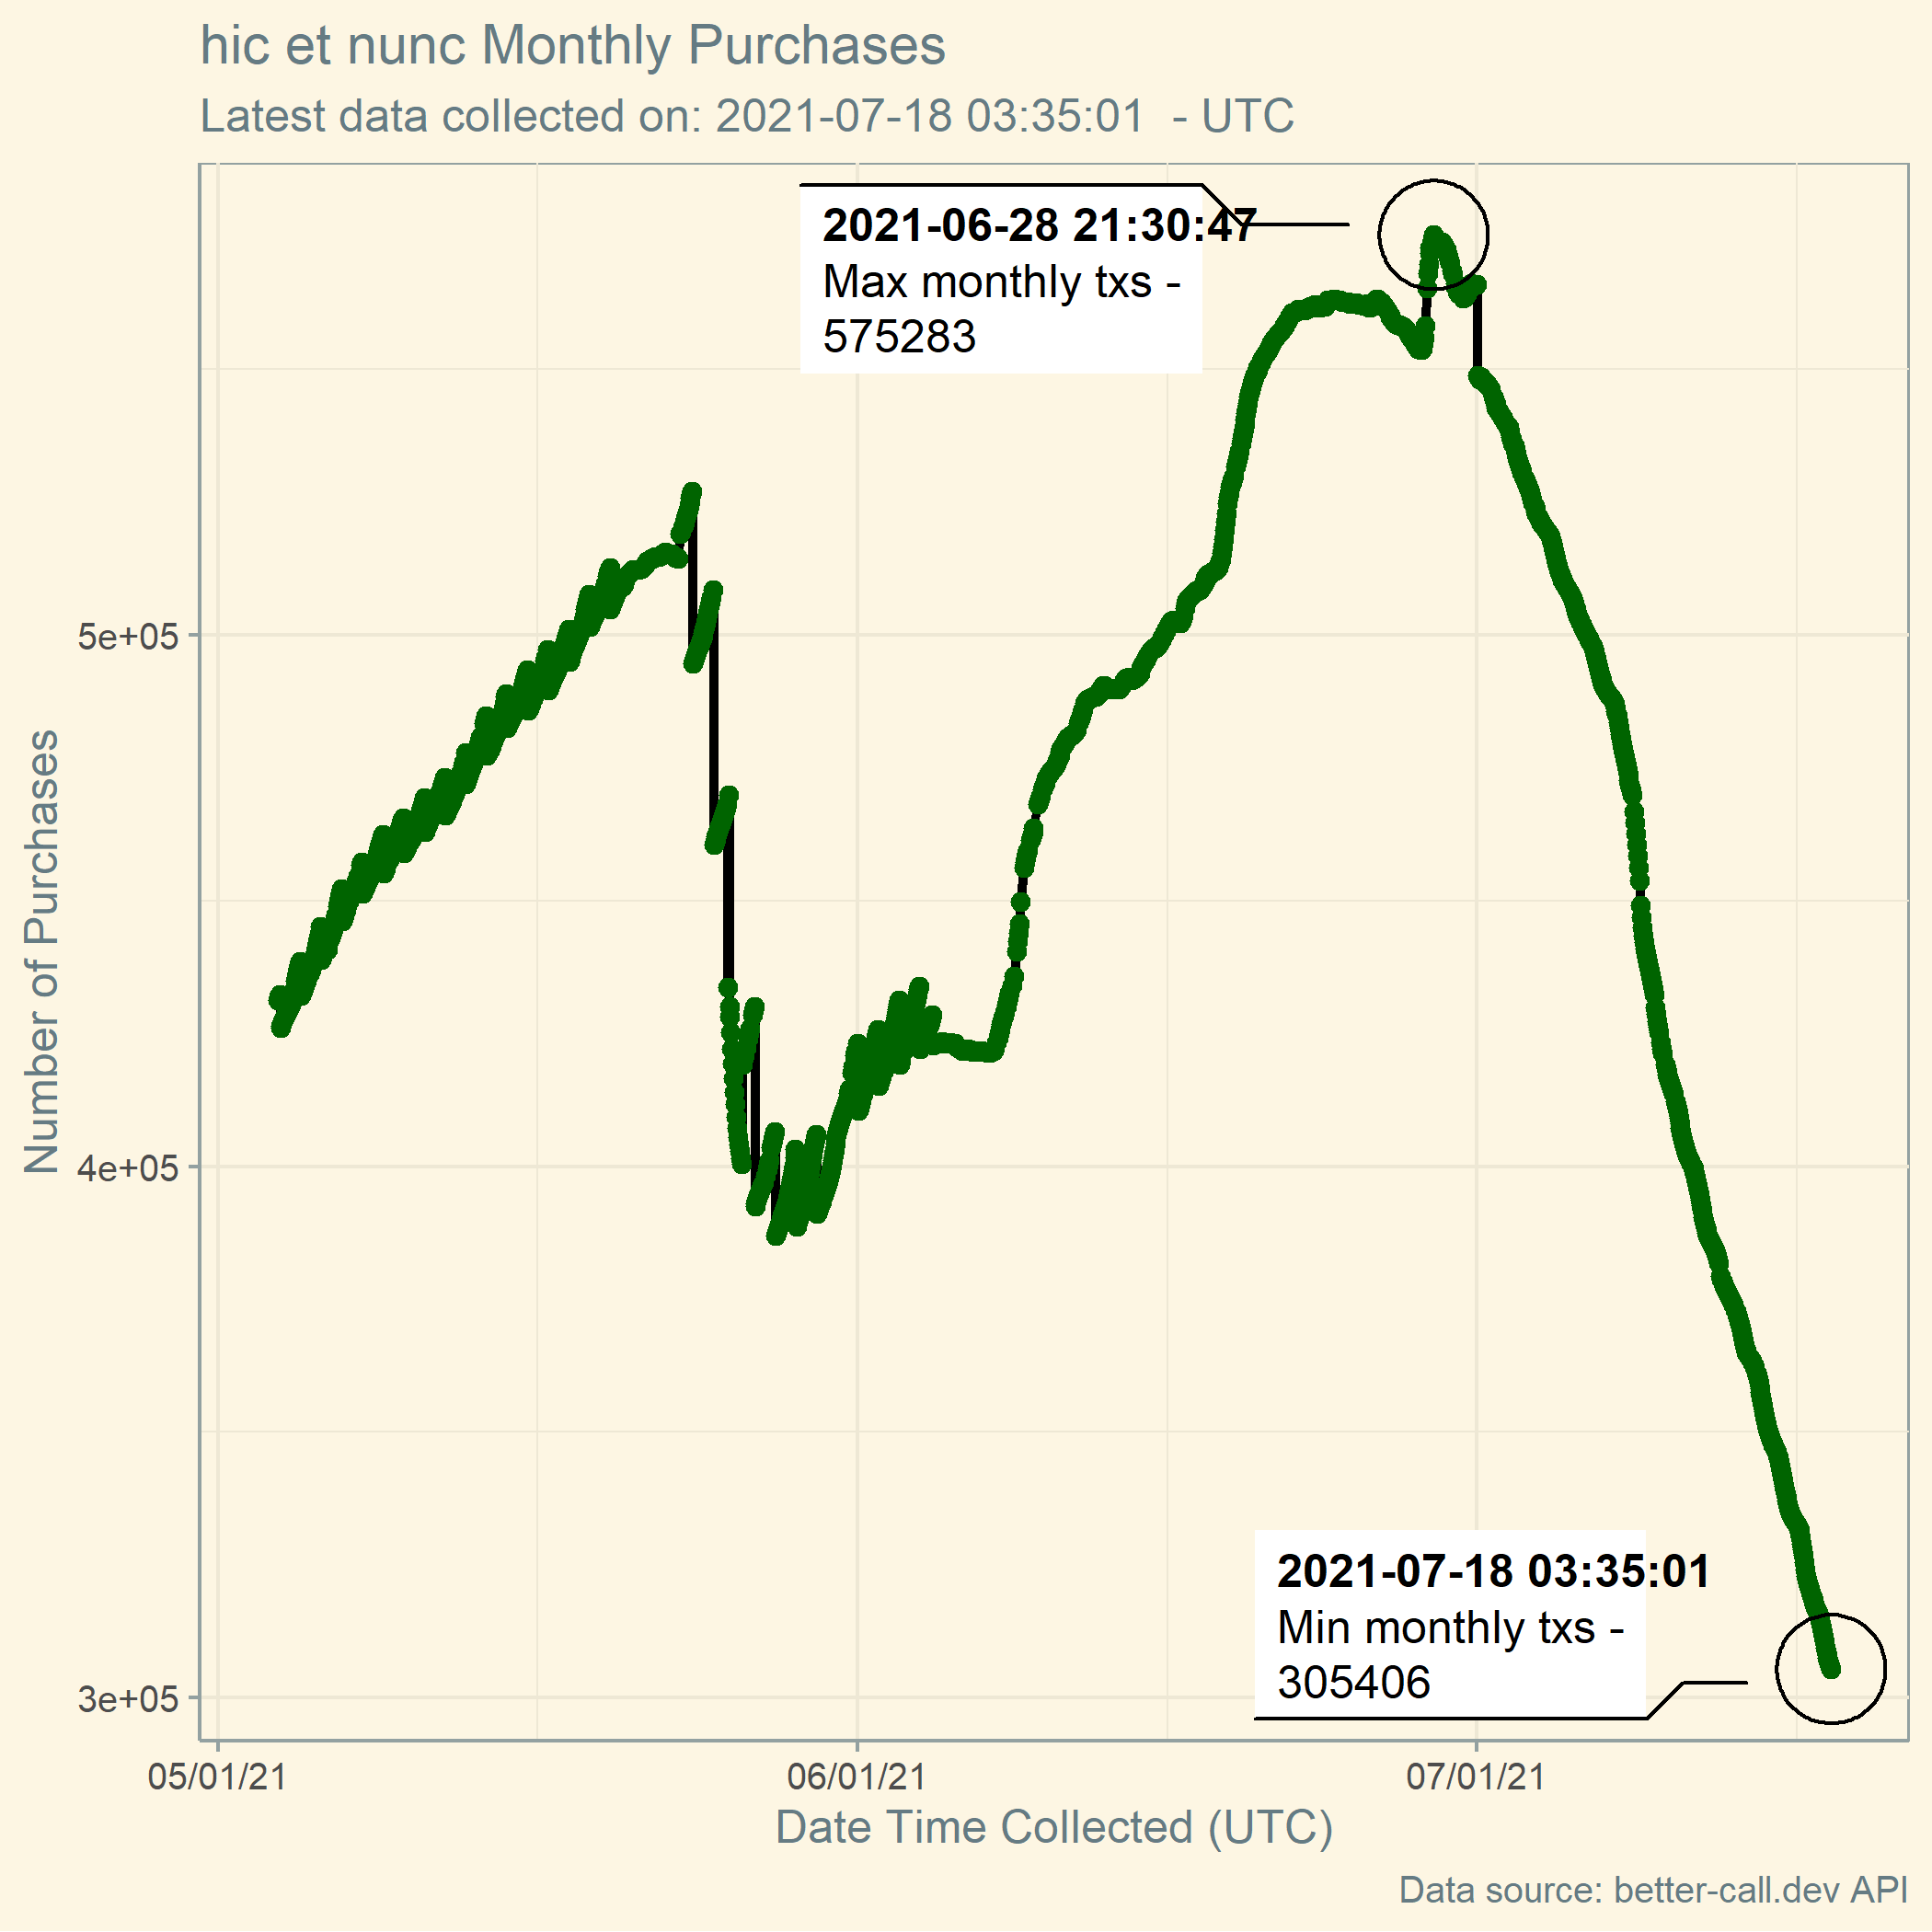 hic et nunc Monthly Purchases
Latest data collected on: 2021-07-18 03:35:01  - UTC
2021-06-28 21:30:47
Max monthly txs -
575283
5e+05
4e+05
3e+05
Number of Purchases
2021-07-18 03:35:01
Min monthly txs -
305406
05/01/21
06/01/21
07/01/21
Date Time Collected (UTC)
Data source: better-call.dev API